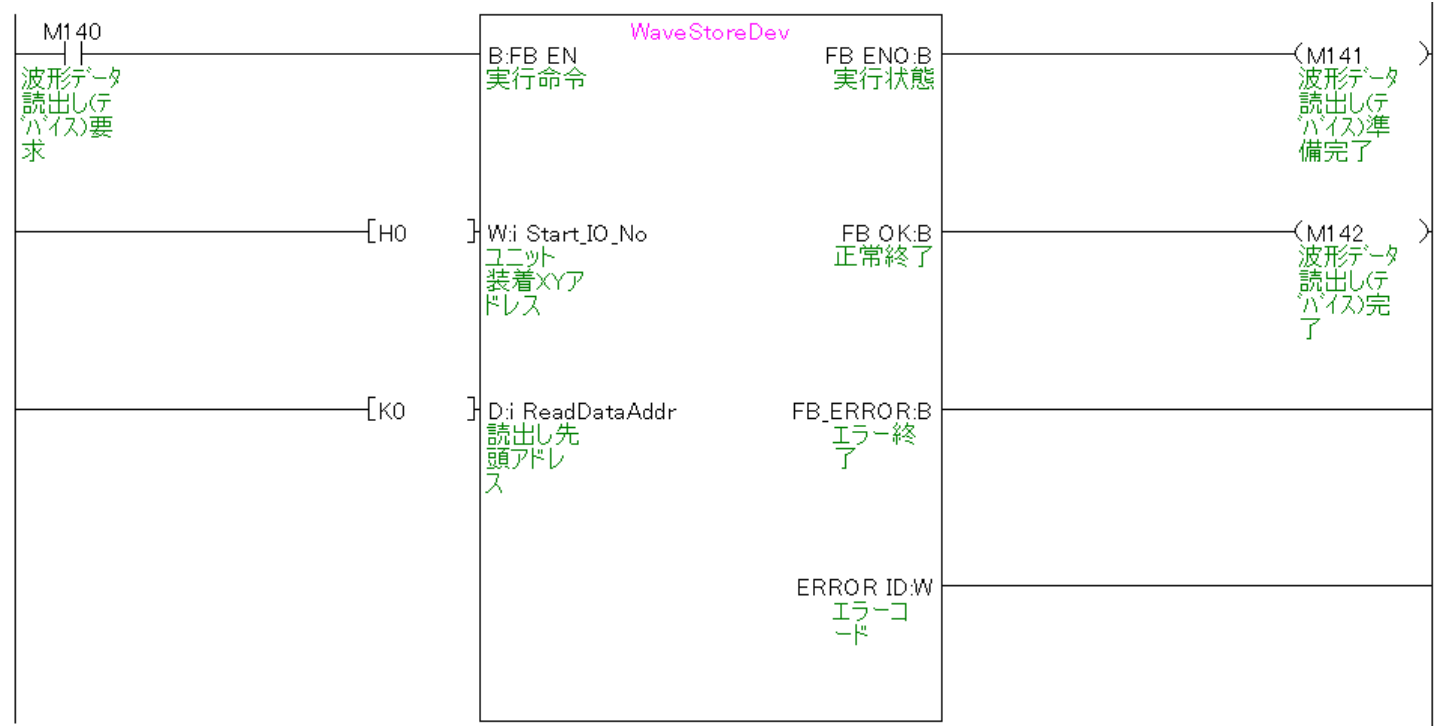 WaveStoreDev
M140
波形データ
読出し(デ
バイス)要
求
B:FB EN
実行命令
FB ENO:B
実行状態
(M141 )
波形データ
読出し(デ
バイス)準
備完了
[H0 ]
W:i Start_IO_No
ユニット
装着XYア
ドレス
FB OK:B
正常終了
(M142 )
波形データ
読出し(デ
バイス)完
了
[K0 ]
D:i ReadDataAddr
読出し先
頭アドレ
ス
FB_ERROR:B
エラー終
了
ERROR ID:W
エラーコ
ード